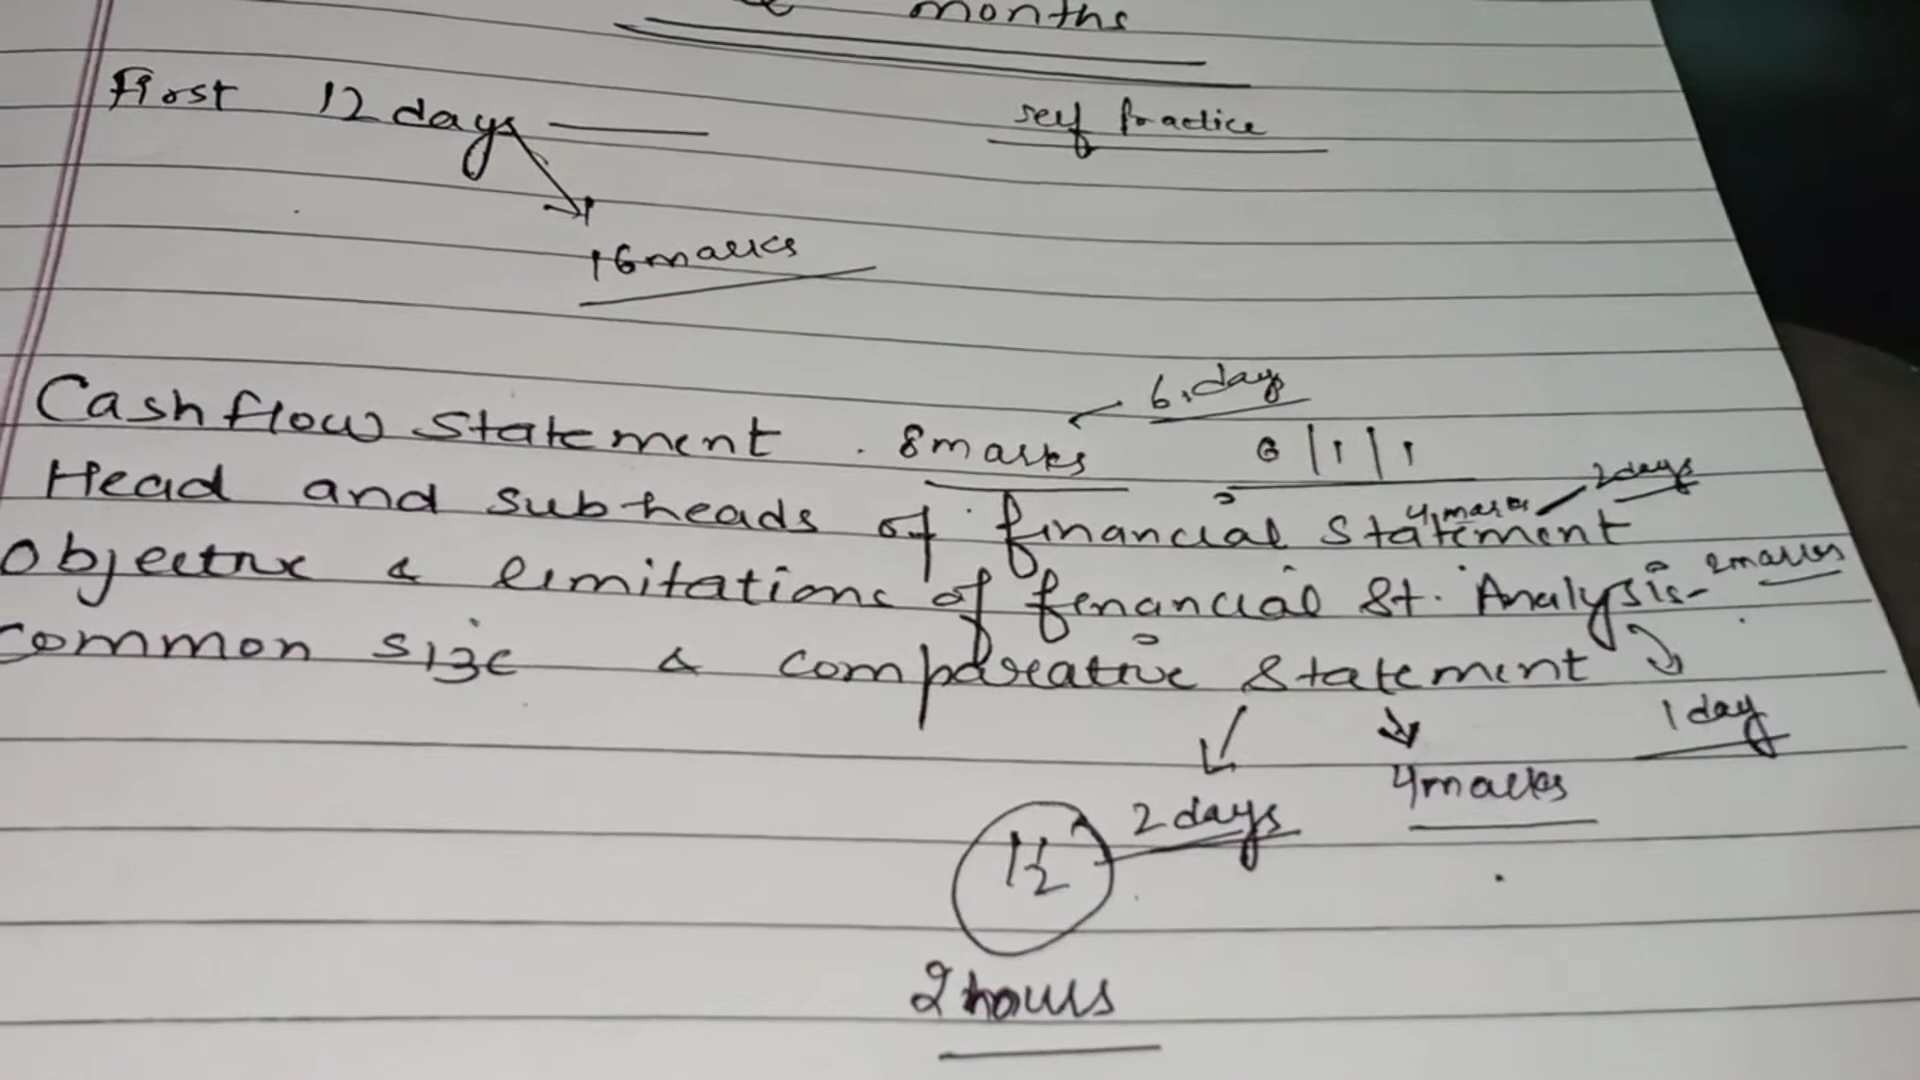 months
First 12 days
self Practice
16 marks
6 days
Cash flow statement . 8 marks
6 | 1 | 1
2 days
4 marks
Head and subheads of financial statement
Objective & limitations of financial St. Analysis - 2 marks
Common size & comparative statement
1 day
2 days
4 marks
1½
2 hours